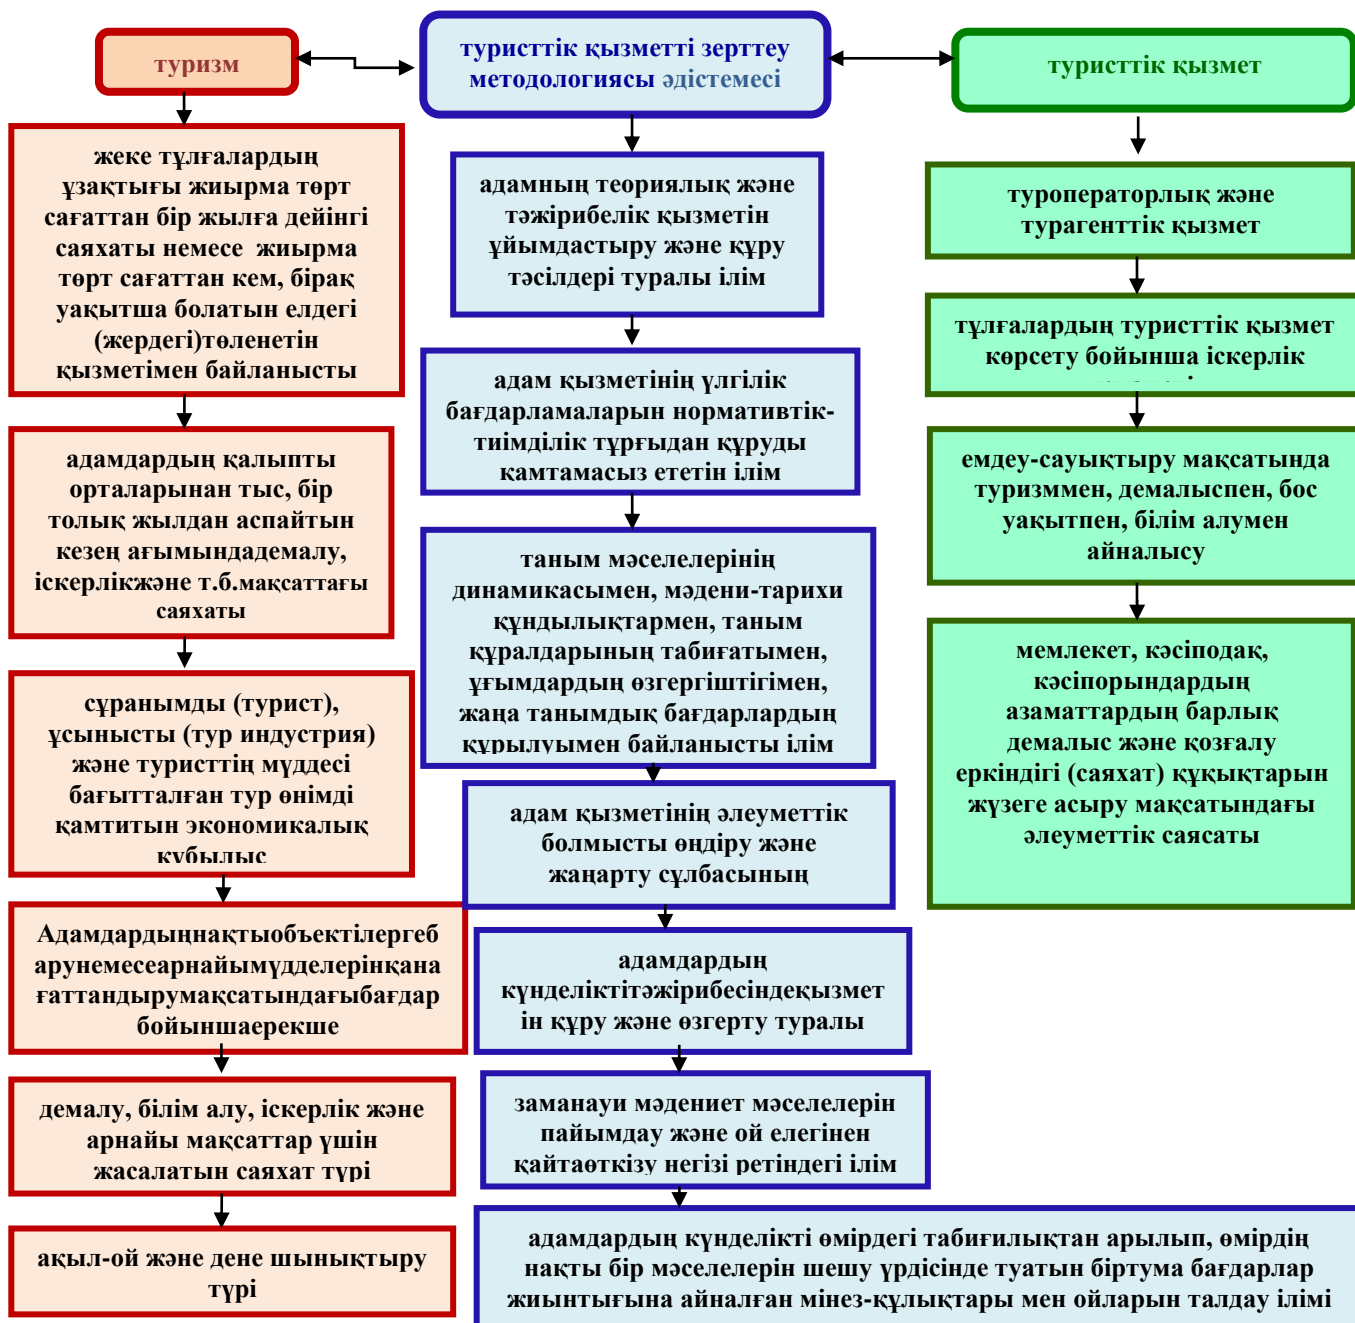 туризм
туристтік қызметті зерттеу
методологиясы әдістемесі
туристтік қызмет
жеке тұлғалардың
ұзақтығы жиырма төрт
сағаттан бір жылға дейінгі
саяхаты немесе жиырма
төрт сағаттан кем, бірақ
уақытша болатын елдегі
(жердегі)төленетін
қызметімен байланысты
адамдардың қалыпты
орталарынан тыс, бір
толық жылдан аспайтын
кезең ағымындадемалу,
іскерлікжәне т.б.мақсаттағы
саяхаты
сұранымды (турист),
ұсынысты (тур индустрия)
және туристтің мүддесі
бағытталған тур өнімді
қамтитын экономикалық
құбылыс
Адамдардыңнақтыобъектілергеб
арунемесеарнайымүдделерінқана
ғаттандырумақсатындағыбағдар
бойыншаерекше
демалу, білім алу, іскерлік және
арнайы мақсаттар үшін
жасалатын саяхат түрі
ақыл-ой және дене шынықтыру
түрі
адамның теориялық және
тәжірибелік қызметін
ұйымдастыру және құру
тәсілдері туралы ілім
адам қызметінің үлгілік
бағдарламаларын нормативтік-
тиімділік тұрғыдан құруды
қамтамасыз ететін ілім
таным мәселелерінің
динамикасымен, мәдени-тарихи
құндылықтармен, таным
құралдарының табиғатымен,
ұғымдардың өзгергіштігімен,
жаңа танымдық бағдарлардың
құрылуымен байланысты ілім
адам қызметінің әлеуметтік
болмысты өңдіру және
жаңарту сұлбасының
адамдардың
күнделіктітәжірибесіндеқызмет
ін құру және өзгерту туралы
заманауи мәдениет мәселелерін
пайымдау және ой елегінен
қайтаөткізу негізі ретіндегі ілім
адамдардың күнделікті өмірдегі табиғилықтан арылып, өмірдің
нақты бір мәселелерін шешу үрдісінде туатын біртума бағдарлар
жиынтығына айналған мінез-құлықтары мен ойларын талдау ілімі
туроператорлық және
турагенттік қызмет
тұлғалардың туристтік қызмет
көрсету бойынша іскерлік
емдеу-сауықтыру мақсатында
туризммен, демалыспен, бос
уақытпен, білім алумен
айналысу
мемлекет, кәсіподақ,
кәсіпорындардың
азаматтардың барлық
демалыс және қозғалу
еркіндігі (саяхат) құқықтарын
жүзеге асыру мақсатындағы
әлеуметтік саясаты